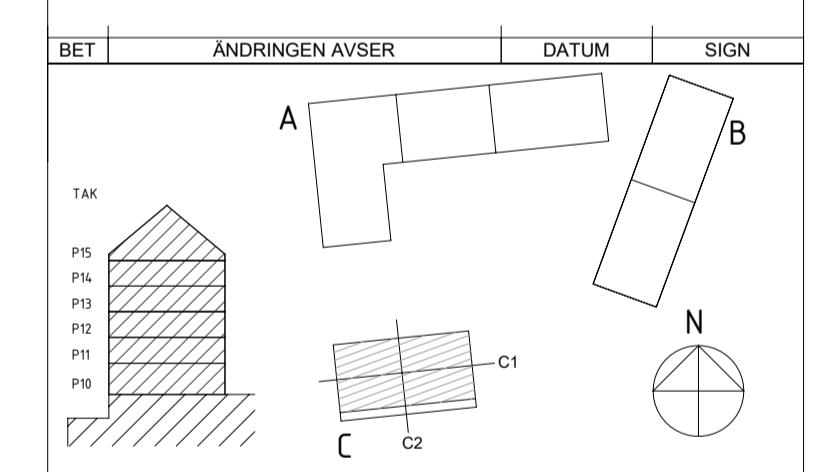 BET ÄNDRINGEN AVSER DATUM SIGN
A
B
TAK
P15
P14
P13
P12
P11
P10
N
C1
C2
C